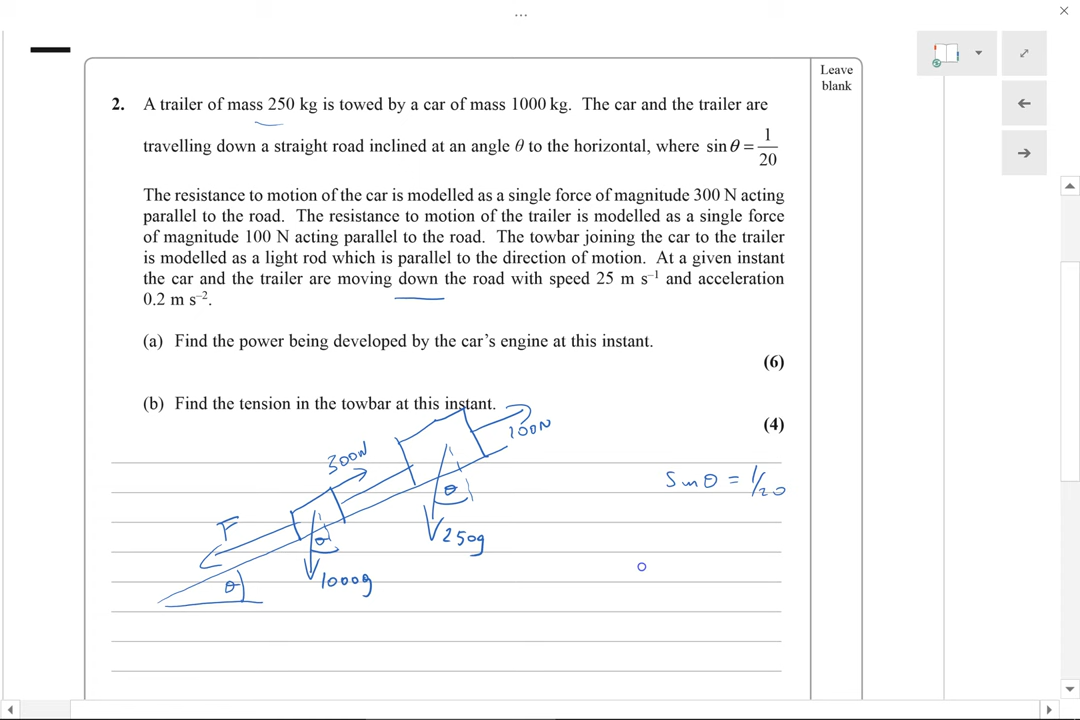 Leave
blank
2. A trailer of mass 250 kg is towed by a car of mass 1000 kg. The car and the trailer are
travelling down a straight road inclined at an angle θ to the horizontal, where sin θ = 1/20
The resistance to motion of the car is modelled as a single force of magnitude 300 N acting
parallel to the road. The resistance to motion of the trailer is modelled as a single force
of magnitude 100 N acting parallel to the road. The towbar joining the car to the trailer
is modelled as a light rod which is parallel to the direction of motion. At a given instant
the car and the trailer are moving down the road with speed 25 m s⁻¹ and acceleration
0.2 m s⁻².
(a) Find the power being developed by the car's engine at this instant.
(6)
(b) Find the tension in the towbar at this instant.
(4)
100N
300N
Sinθ = 1/20
θ
F
250g
θ
1000g
θ